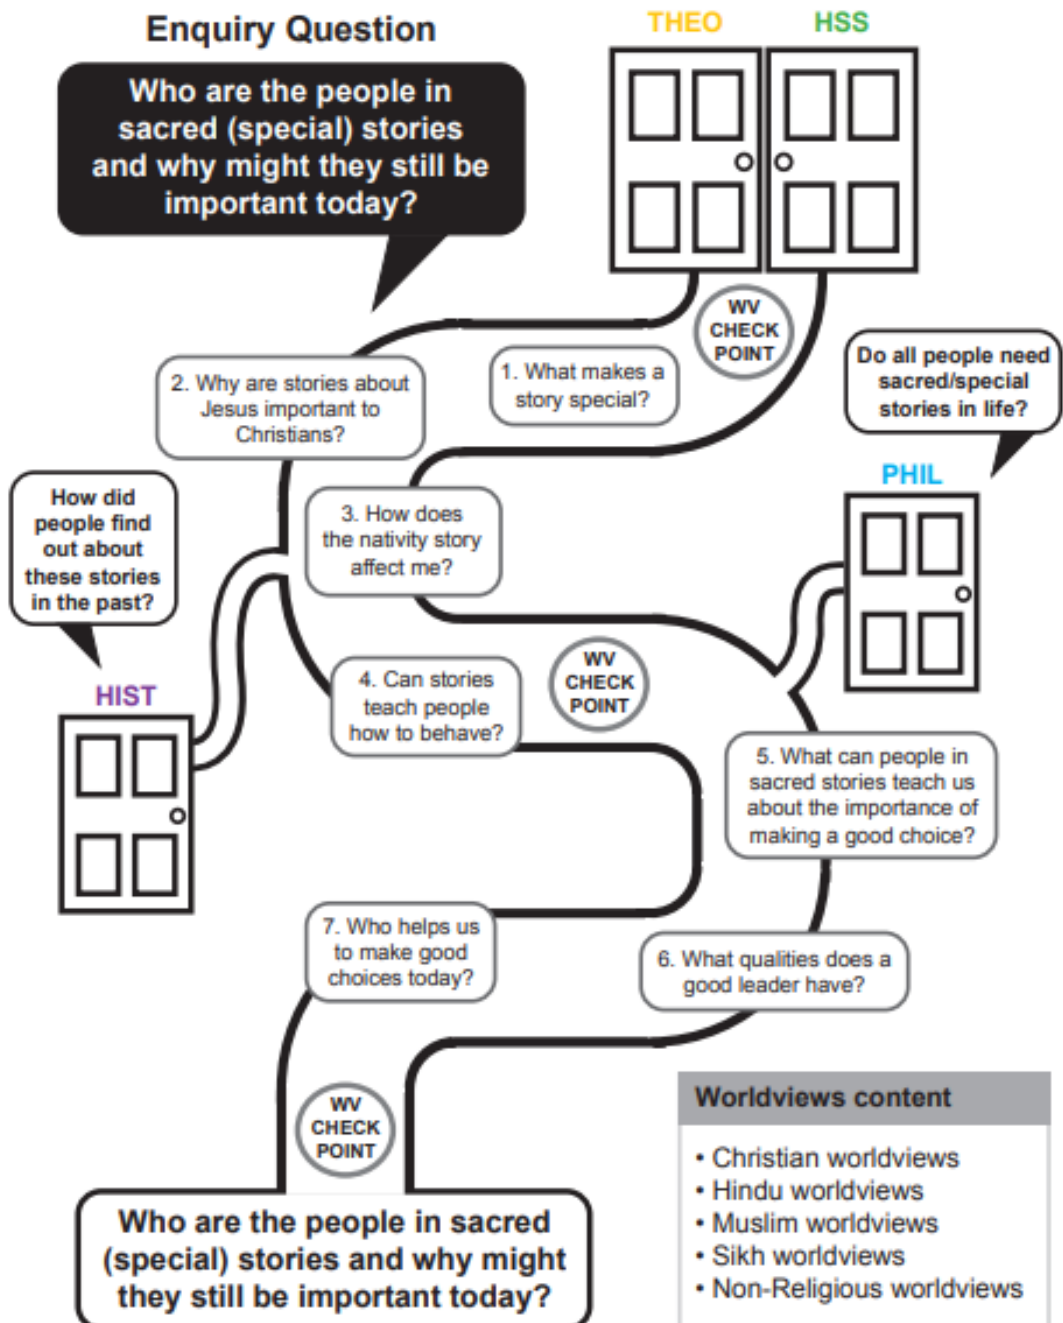 Enquiry Question
Who are the people in
sacred (special) stories
and why might they still be
important today?
THEO
HSS
WV
CHECK
POINT
1. What makes a
story special?
2. Why are stories about
Jesus important to
Christians?
Do all people need
sacred/special
stories in life?
PHIL
How did
people find
out about
these stories
in the past?
HIST
3. How does
the nativity story
affect me?
WV
CHECK
POINT
4. Can stories
teach people
how to behave?
5. What can people in
sacred stories teach us
about the importance of
making a good choice?
6. What qualities does a
good leader have?
7. Who helps us
to make good
choices today?
WV
CHECK
POINT
Who are the people in sacred
(special) stories and why might
they still be important today?
Worldviews content
• Christian worldviews
• Hindu worldviews
• Muslim worldviews
• Sikh worldviews
• Non-Religious worldviews